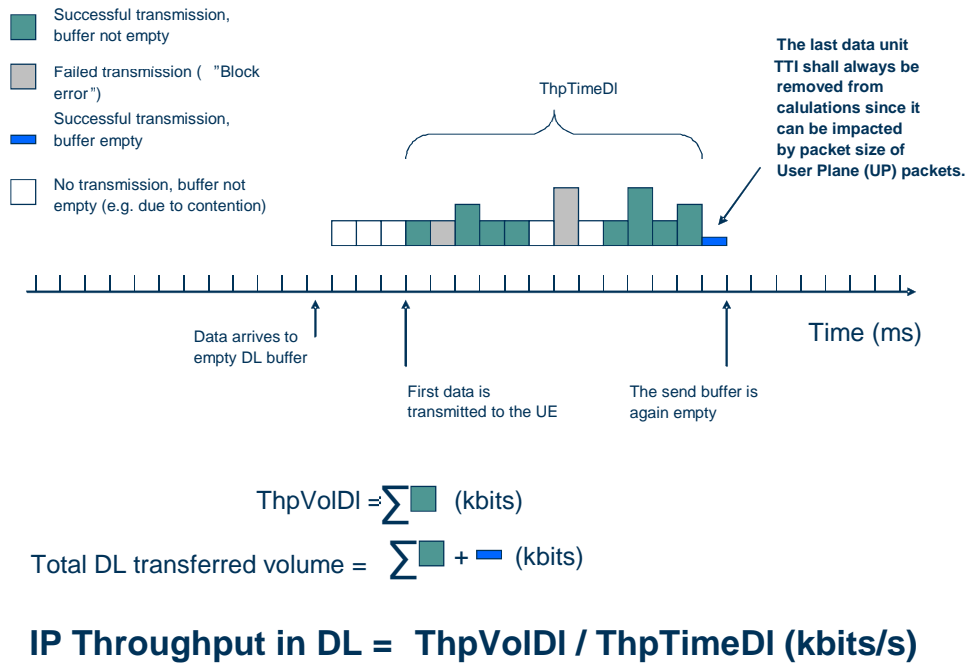 Successful transmission,
buffer not empty
Failed transmission ( "Block
error")
Successful transmission,
buffer empty
No transmission, buffer not
empty (e.g. due to contention)
ThpTimeDl
The last data unit
TTI shall always be
removed from
calulations since it
can be impacted
by packet size of
User Plane (UP) packets.
Data arrives to
empty DL buffer
First data is
transmitted to the UE
The send buffer is
again empty
Time (ms)
ThpVolDl = ∑ (kbits)
Total DL transferred volume = ∑ + (kbits)
IP Throughput in DL = ThpVolDl / ThpTimeDl (kbits/s)